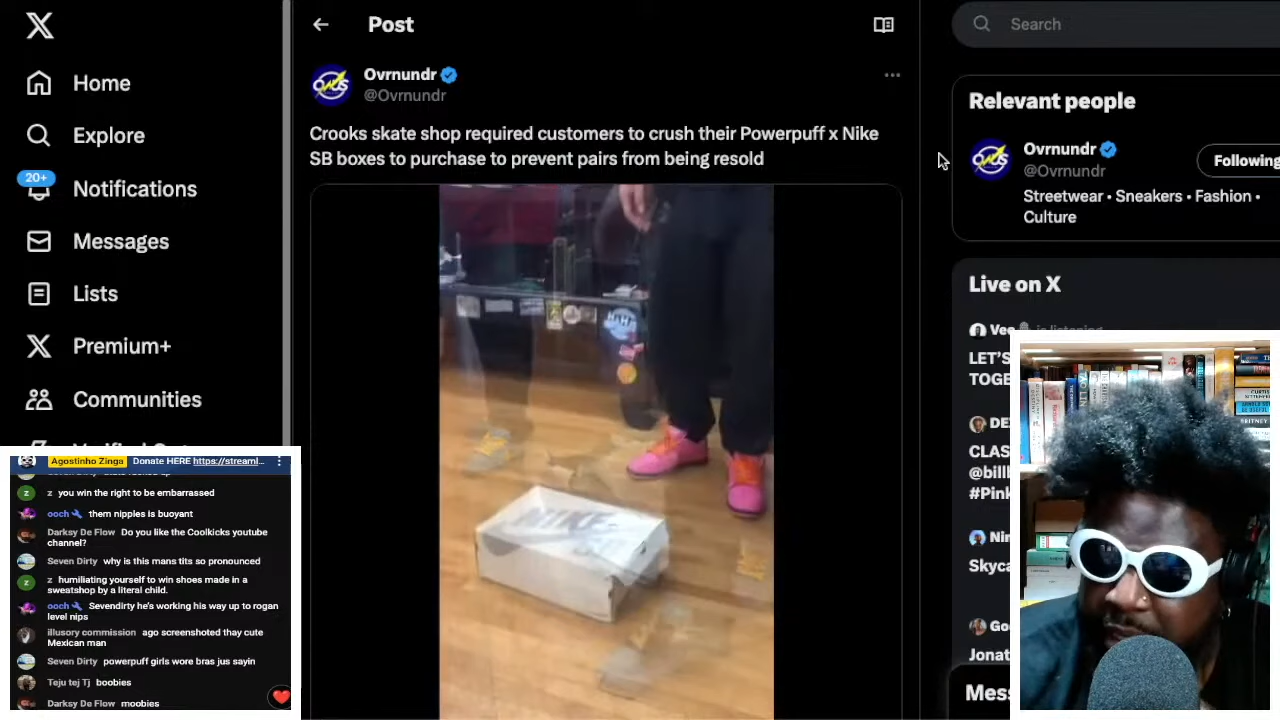 Home
Explore
20+
Notifications
Messages
Lists
Premium+
Communities
Post
Ovrnundr
@Ovrnundr
Crooks skate shop required customers to crush their Powerpuff x Nike
SB boxes to purchase to prevent pairs from being resold
Search
Relevant people
Ovrnundr
@Ovrnundr
Following
Streetwear • Sneakers • Fashion •
Culture
Live on X
is listening
LET'S
TOGE
CLAS
@billl
#Pink
Skyca
Jonat
Mess
Agostinho Zinga Donate HERE https://streaml...
z you win the right to be embarrassed
ooch them nipples is buoyant
Darksy De Flow Do you like the Coolkicks youtube
channel?
Seven Dirty why is this mans tits so pronounced
z humiliating yourself to win shoes made in a
sweatshop by a literal child.
ooch Sevendirty he's working his way up to rogan
level nips
illusory commission ago screenshoted thay cute
Mexican man
Seven Dirty powerpuff girls wore bras jus sayin
Teju tej Tj boobies
Darksy De Flow moobies